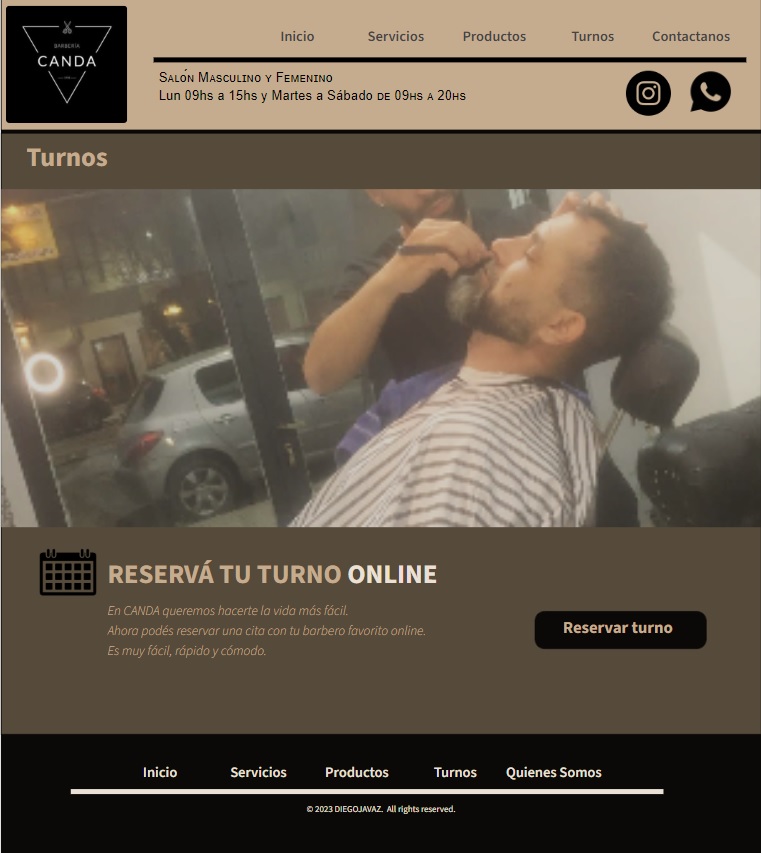 BARBERÍA
CANDA
Inicio Servicios Productos Turnos Contactanos
Salón Masculino y Femenino
Lun 09hs a 15hs y Martes a Sábado de 09hs a 20hs
Turnos
RESERVÁ TU TURNO ONLINE
En CANDA queremos hacerte la vida más fácil.
Ahora podés reservar una cita con tu barbero favorito online.
Es muy fácil, rápido y cómodo.
Reservar turno
Inicio Servicios Productos Turnos Quienes Somos
© 2023 DIEGOJAVAZ. All rights reserved.